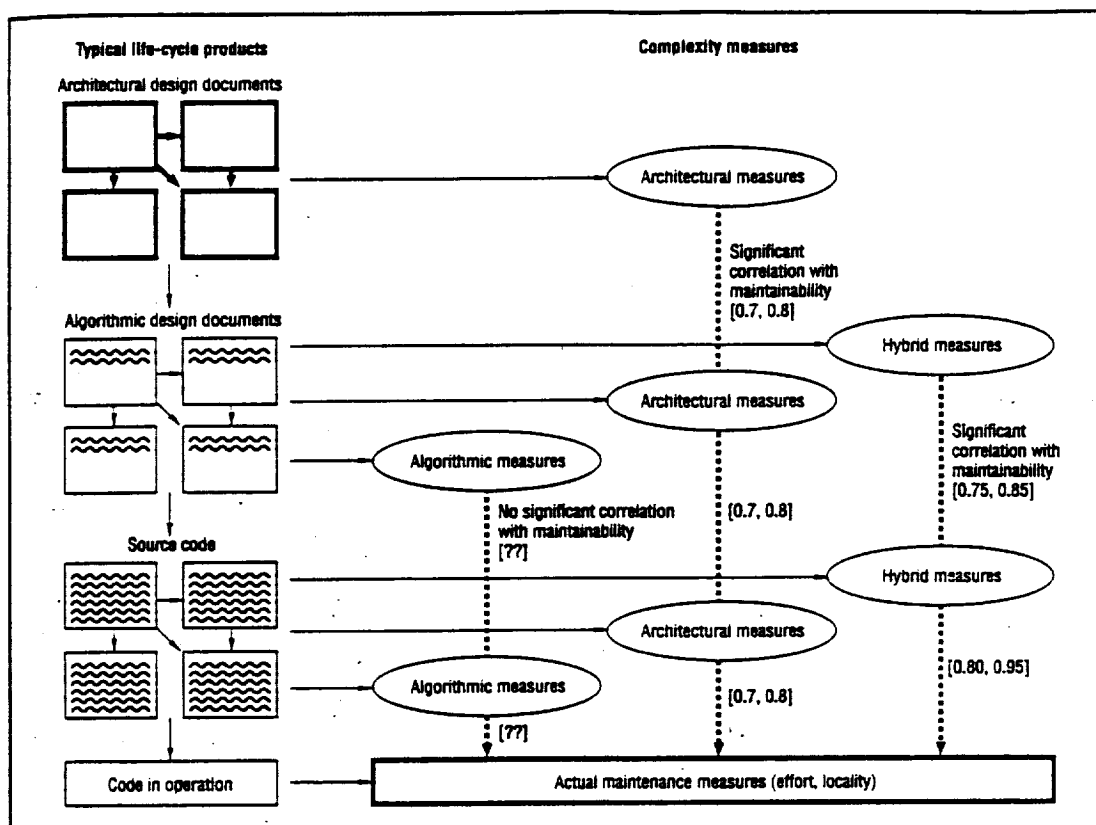 Typical life-cycle products
Complexity measures
Architectural design documents
Architectural measures
Significant
correlation with
maintainability
[0.7, 0.8]
Algorithmic design documents
Hybrid measures
Architectural measures
Algorithmic measures
Significant
correlation with
maintainability
[0.75, 0.85]
No significant correlation
with maintainability
[??]
[0.7, 0.8]
Source code
Hybrid measures
Architectural measures
Algorithmic measures
[0.80, 0.95]
[0.7, 0.8]
[??]
Code in operation
Actual maintenance measures (effort, locality)